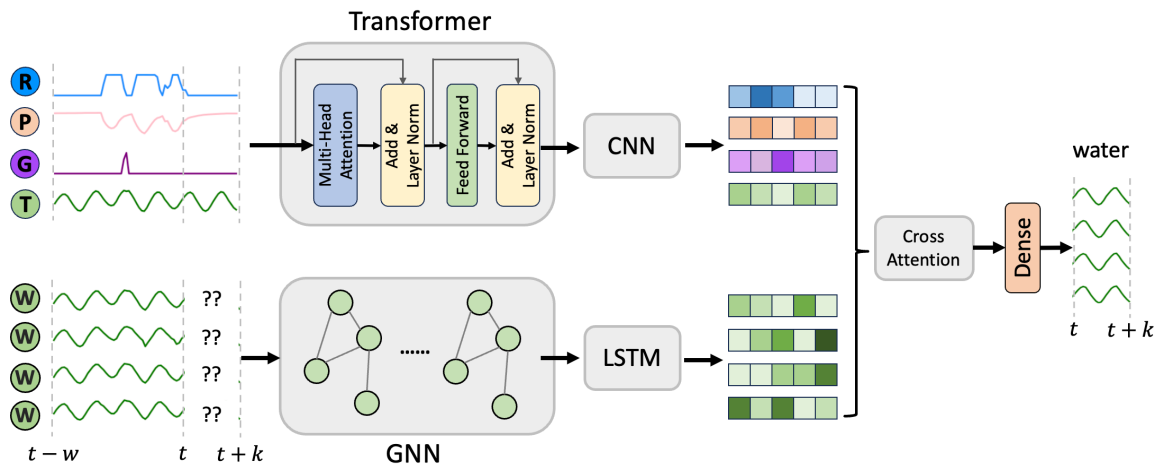 Transformer
R
P
G
T
Multi-Head
Attention
Add &
Layer Norm
Feed Forward
Add &
Layer Norm
CNN
water
Cross
Attention
Dense
t
t + k
W
??
W
??
W
??
W
??
t − w
t
t + k
......
GNN
LSTM